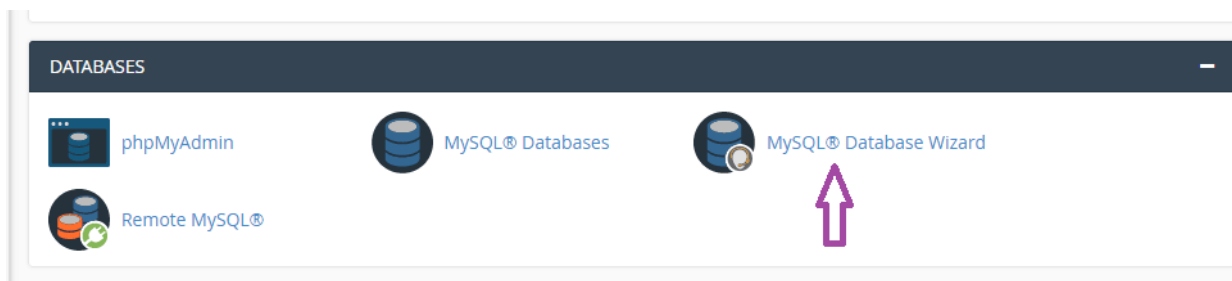 DATABASES
phpMyAdmin
MySQL® Databases
MySQL® Database Wizard
Remote MySQL®